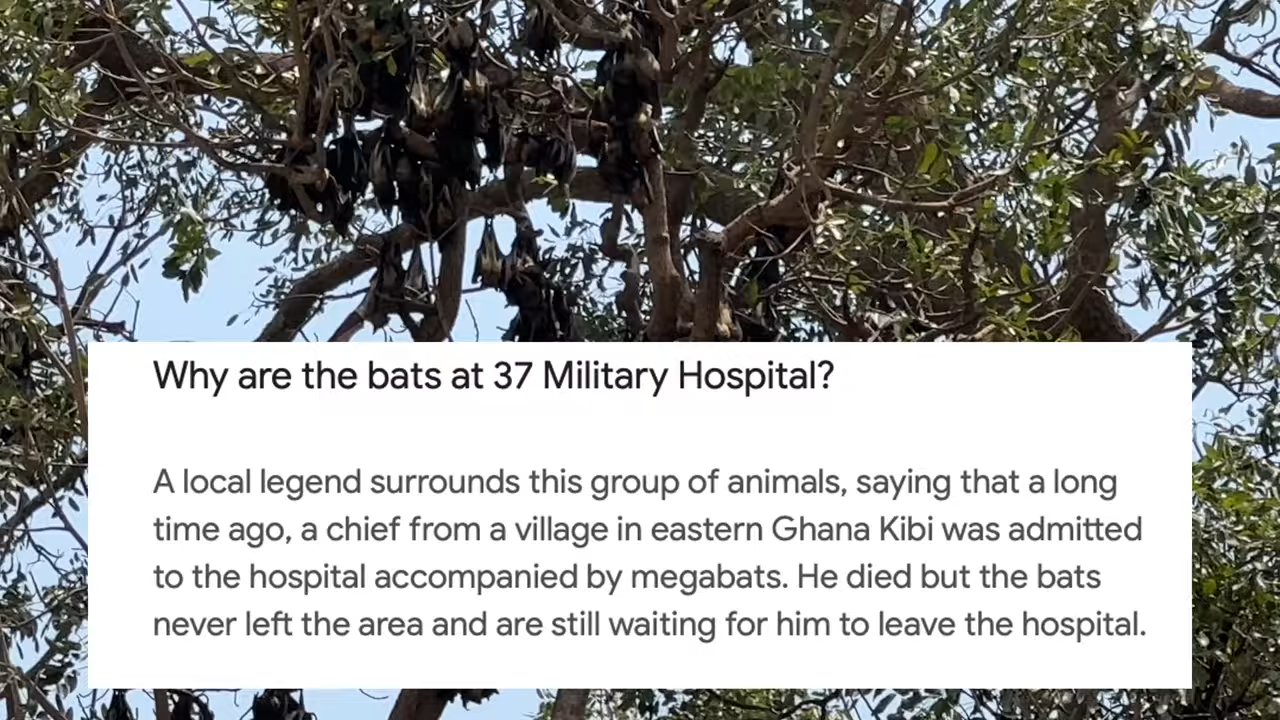 Why are the bats at 37 Military Hospital?
A local legend surrounds this group of animals, saying that a long
time ago, a chief from a village in eastern Ghana Kibi was admitted
to the hospital accompanied by megabats. He died but the bats
never left the area and are still waiting for him to leave the hospital.